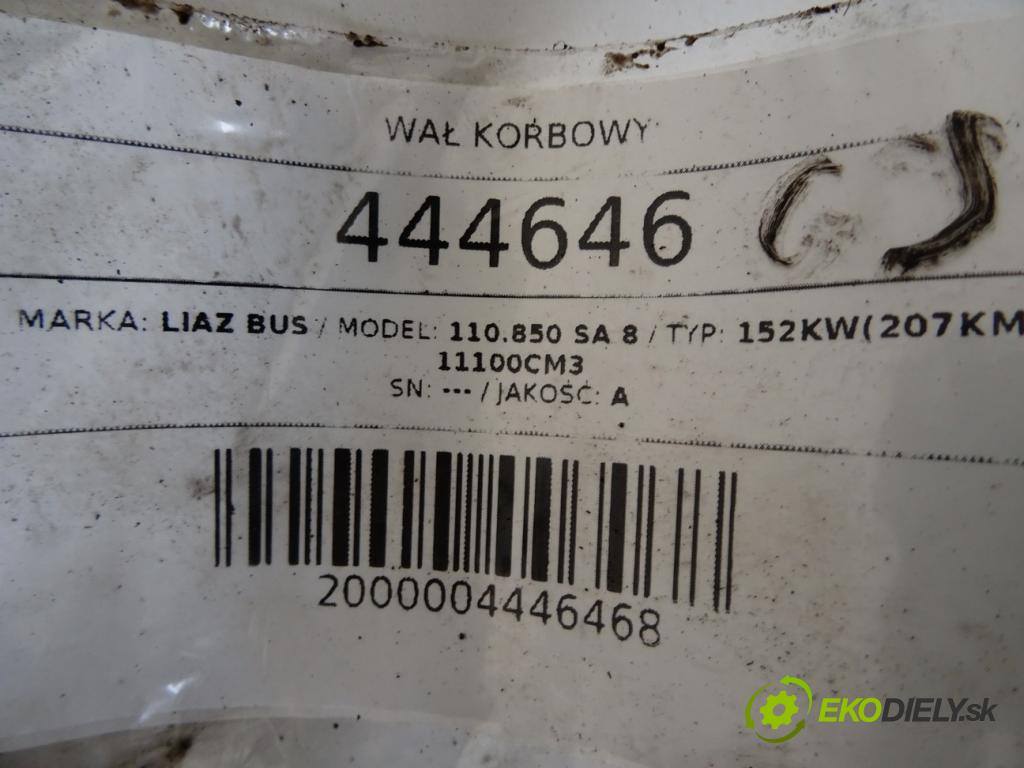 WAŁ KORBOWY
444646
MARKA: LIAZ BUS / MODEL: 110.850 SA 8 / TYP: 152KW(207KM
11100CM3
SN: --- / JAKOŚĆ: A
2000004446468
EKODIELY.sk